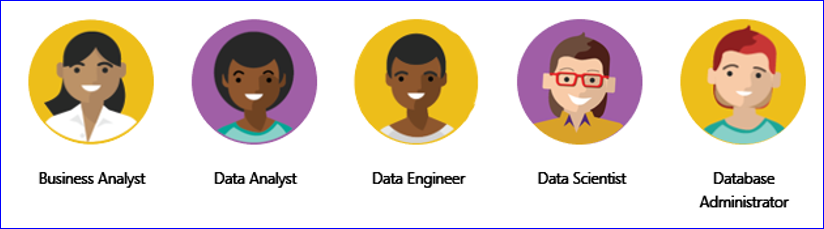 Business Analyst
Data Analyst
Data Engineer
Data Scientist
Database
Administrator